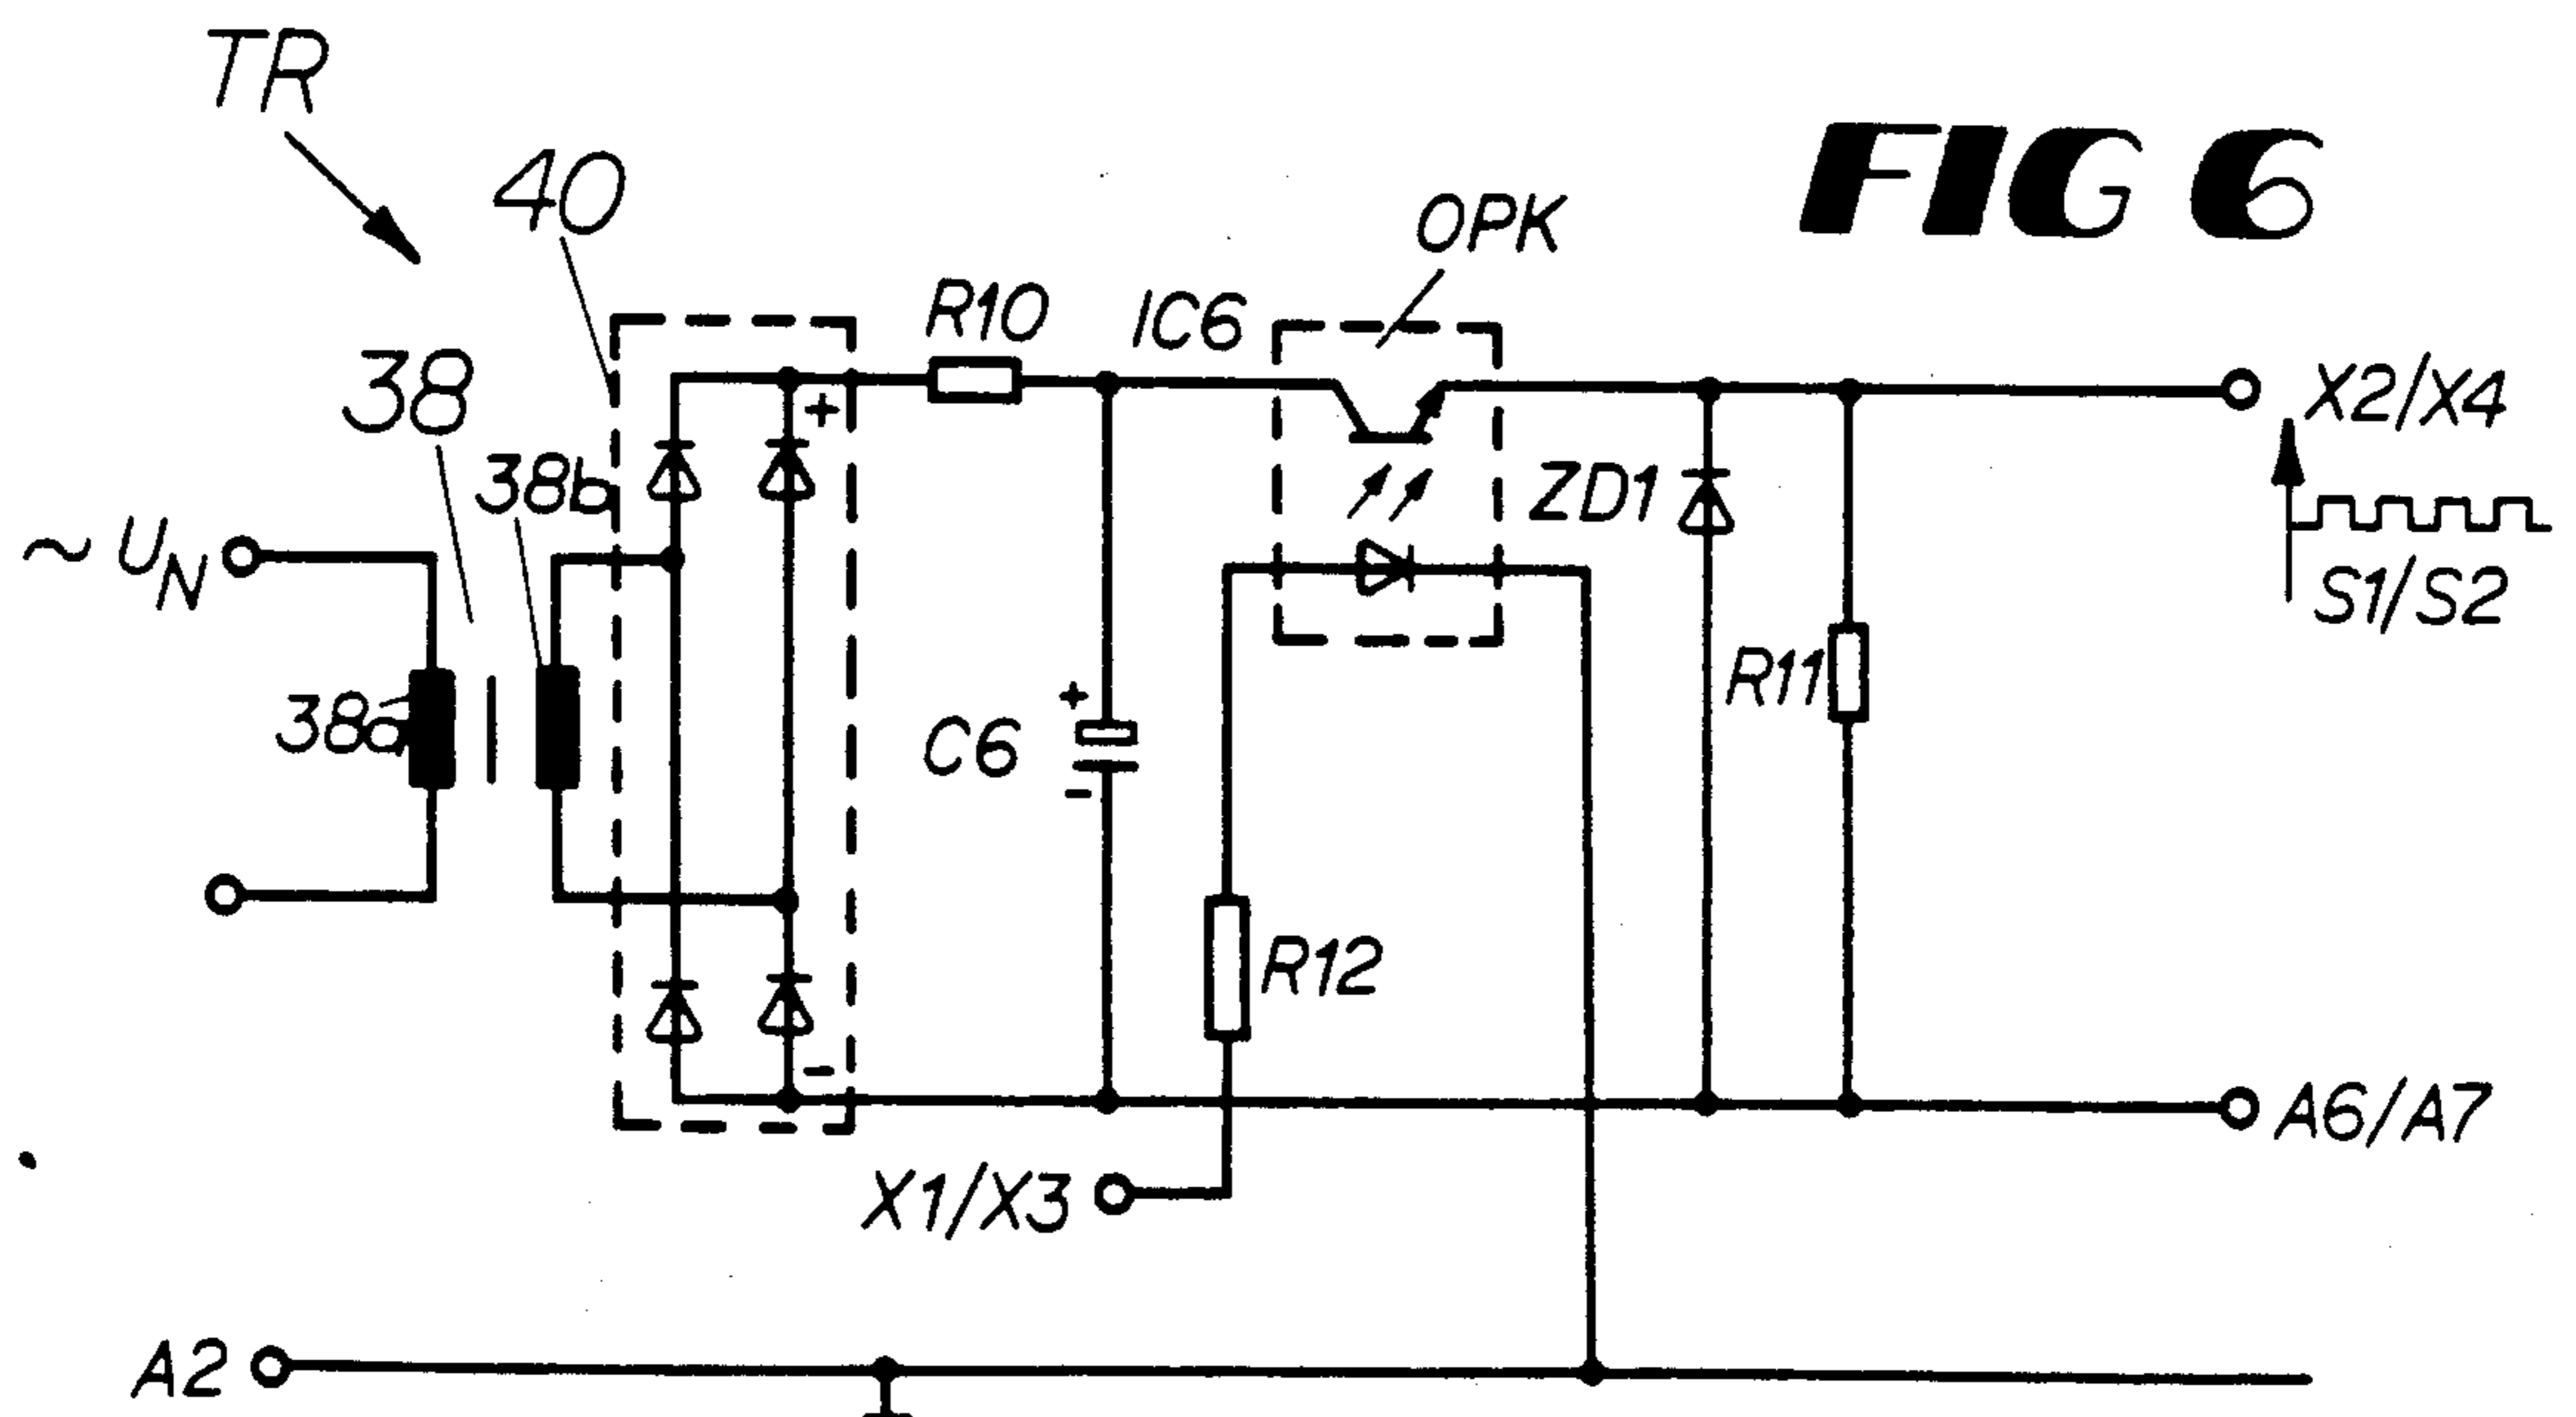 TR
FIG 6
40
OPK
R10
IC6
38
X2/X4
38b
ZD1
~ UN
S1/S2
R11
38a
C6
+
-
+
-
R12
A6/A7
X1/X3
A2